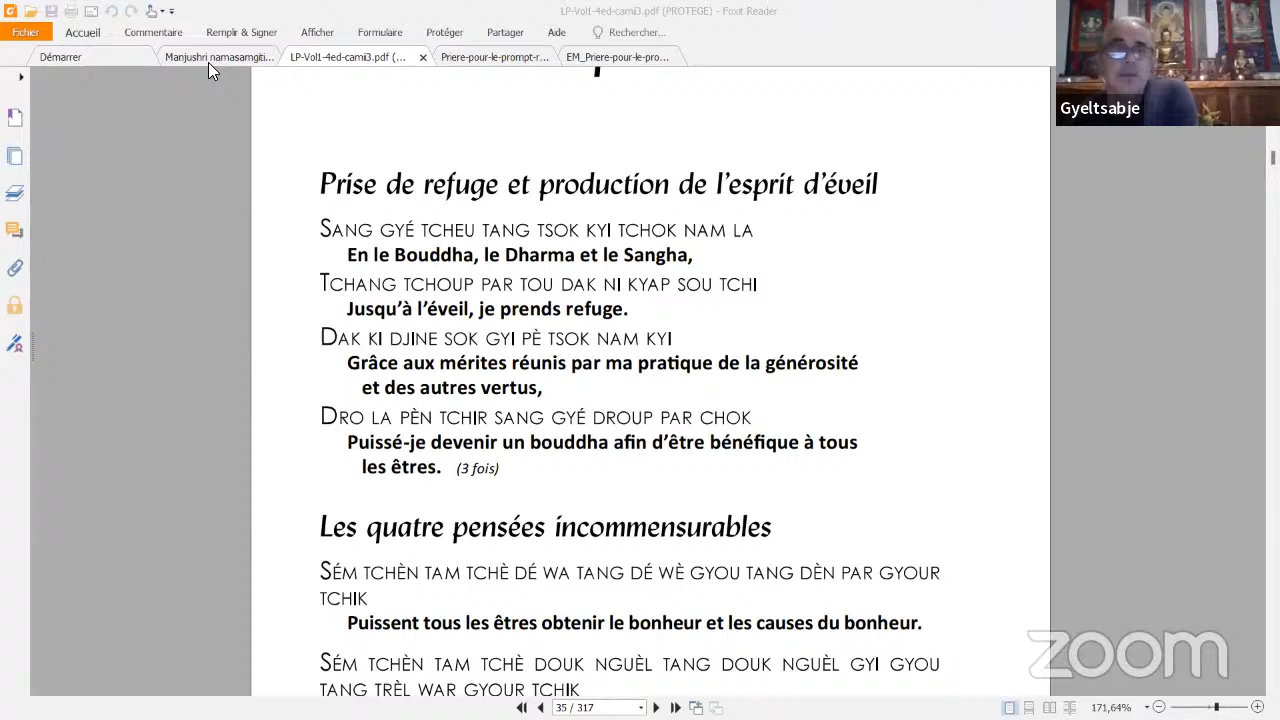 LP-Vol1-4ed-cami3.pdf (PROTEGE) - Foxit Reader
Fichier Accueil Commentaire Remplir & Signer Afficher Formulaire Protéger Partager Aide Rechercher...
Démarrer Manjushri namasamgiti... LP-Vol1-4ed-cami3.pdf (... Priere-pour-le-prompt-r... EM_Priere-pour-le-pro...
Gyeltsabje
Prise de refuge et production de l’esprit d’éveil
SANG GYÉ TCHEU TANG TSOK KYI TCHOK NAM LA
En le Bouddha, le Dharma et le Sangha,
TCHANG TCHOUP PAR TOU DAK NI KYAP SOU TCHI
Jusqu’à l’éveil, je prends refuge.
DAK KI DJINE SOK GYI PÈ TSOK NAM KYI
Grâce aux mérites réunis par ma pratique de la générosité
et des autres vertus,
DRO LA PÈN TCHIR SANG GYÉ DROUP PAR CHOK
Puissé-je devenir un bouddha afin d’être bénéfique à tous
les êtres. (3 fois)
Les quatre pensées incommensurables
SÉM TCHÈN TAM TCHÈ DÉ WA TANG DÉ WÈ GYOU TANG DÈN PAR GYOUR
TCHIK
Puissent tous les êtres obtenir le bonheur et les causes du bonheur.
SÉM TCHÈN TAM TCHÈ DOUK NGUÈL TANG DOUK NGUÈL GYI GYOU
TANG TRÈL WAR GYOUR TCHIK
zoom
35 / 317
171,64%